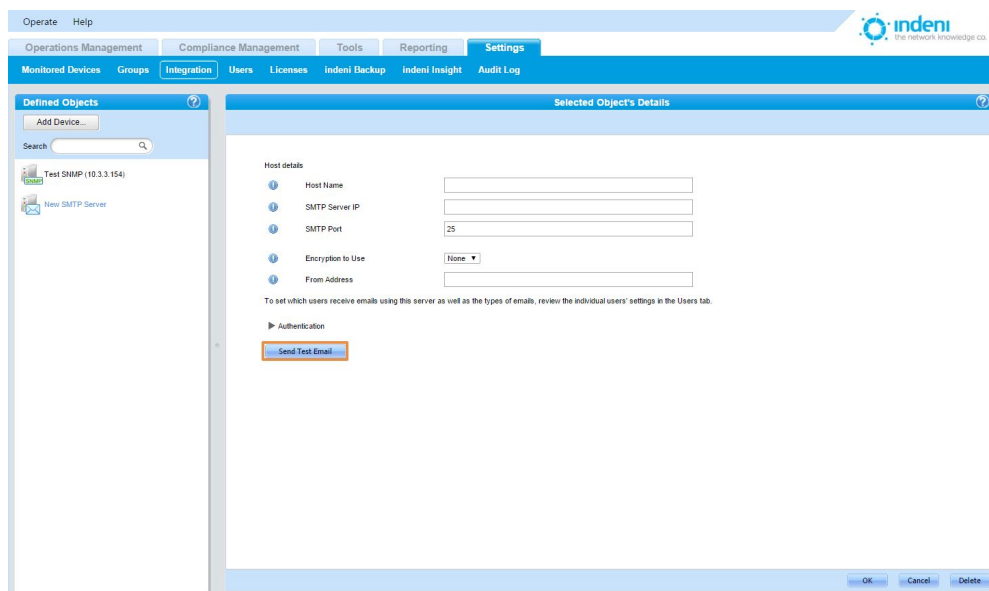 Operate Help
indeni
the network knowledge co.
Operations Management Compliance Management Tools Reporting Settings
Monitored Devices Groups Integration Users Licenses indeni Backup indeni Insight Audit Log
Defined Objects ?
Selected Object's Details ?
Add Device...
Search
Test SNMP (10.3.3.154)
SNMP
New SMTP Server
Host details
Host Name
SMTP Server IP
SMTP Port 25
Encryption to Use None
From Address
To set which users receive emails using this server as well as the types of emails, review the individual users' settings in the Users tab.
Authentication
Send Test Email
OK Cancel Delete